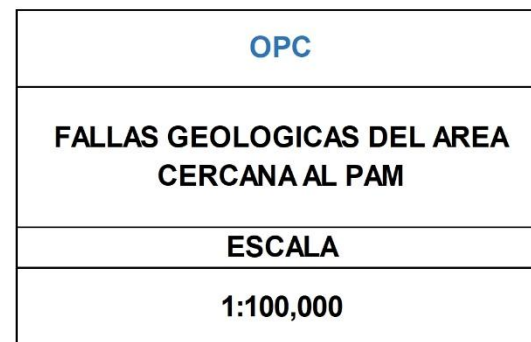 OPC
FALLAS GEOLOGICAS DEL AREA
CERCANA AL PAM
ESCALA
1:100,000